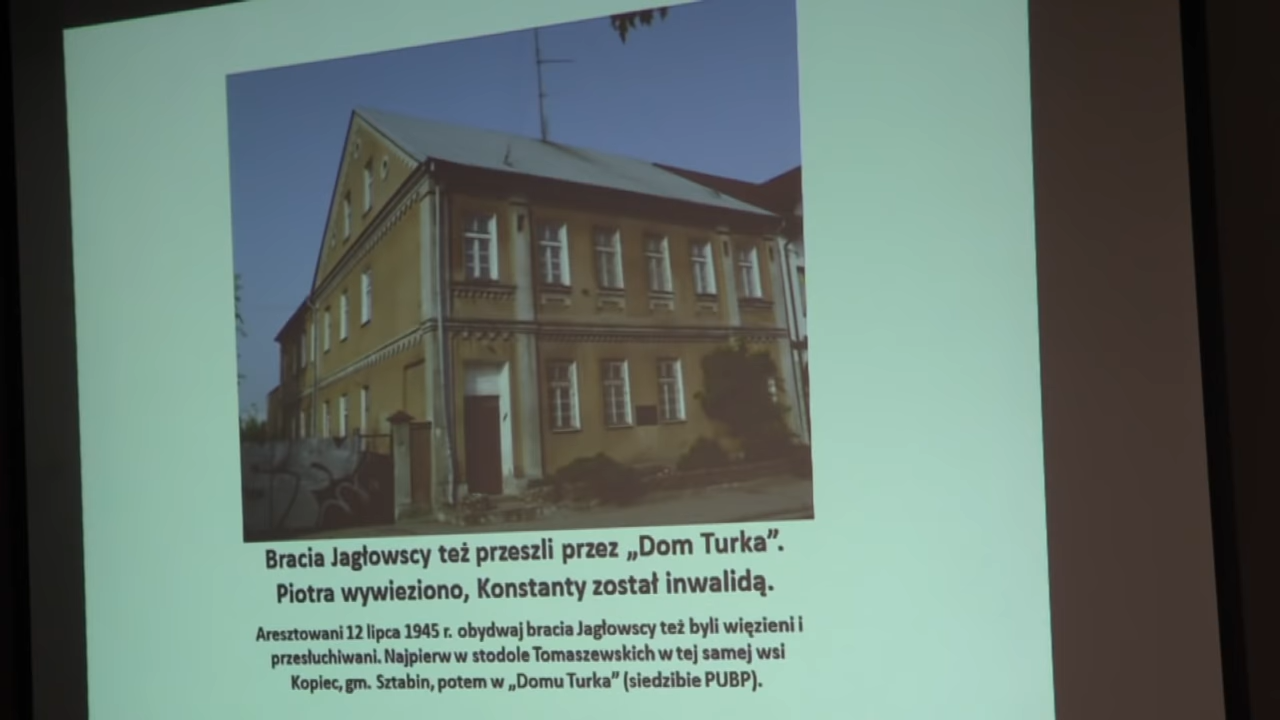 Bracia Jagłowscy też przeszli przez „Dom Turka”.
Piotra wywieziono, Konstanty został inwalidą.
Aresztowani 12 lipca 1945 r. obydwaj bracia Jagłowscy też byli więzieni i
przesłuchiwani. Najpierw w stodole Tomaszewskich w tej samej wsi
Kopiec, gm. Sztabin, potem w „Domu Turka” (siedzibie PUBP).